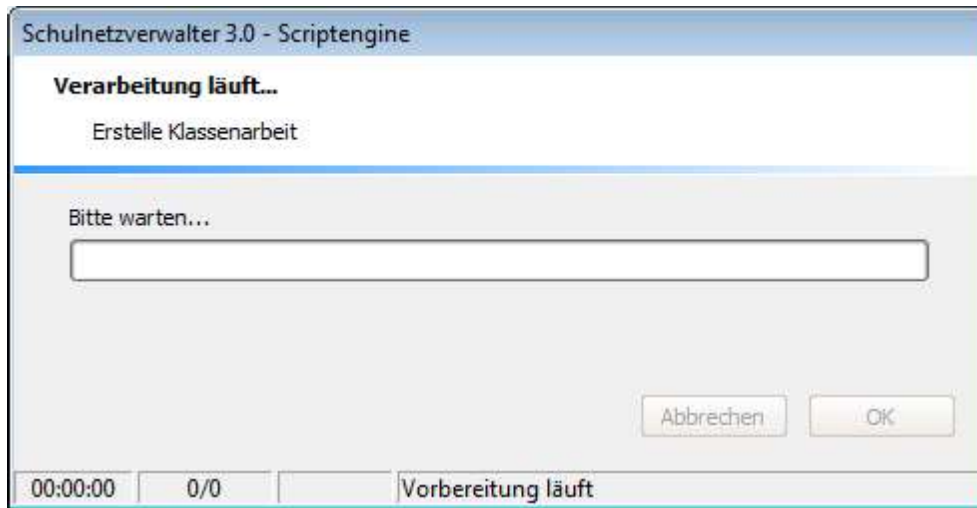 Schulnetzverwalter 3.0 - Scriptengine
Verarbeitung läuft...
Erstelle Klassenarbeit
Bitte warten...
Abbrechen OK
00:00:00 0/0 Vorbereitung läuft